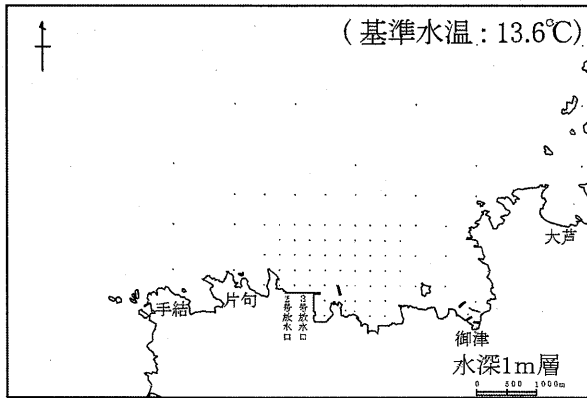 (基準水温:13.6℃)
大芦
手結
片句
2号放水口
3号放水口
御津
水深1m層
0 500 1000m